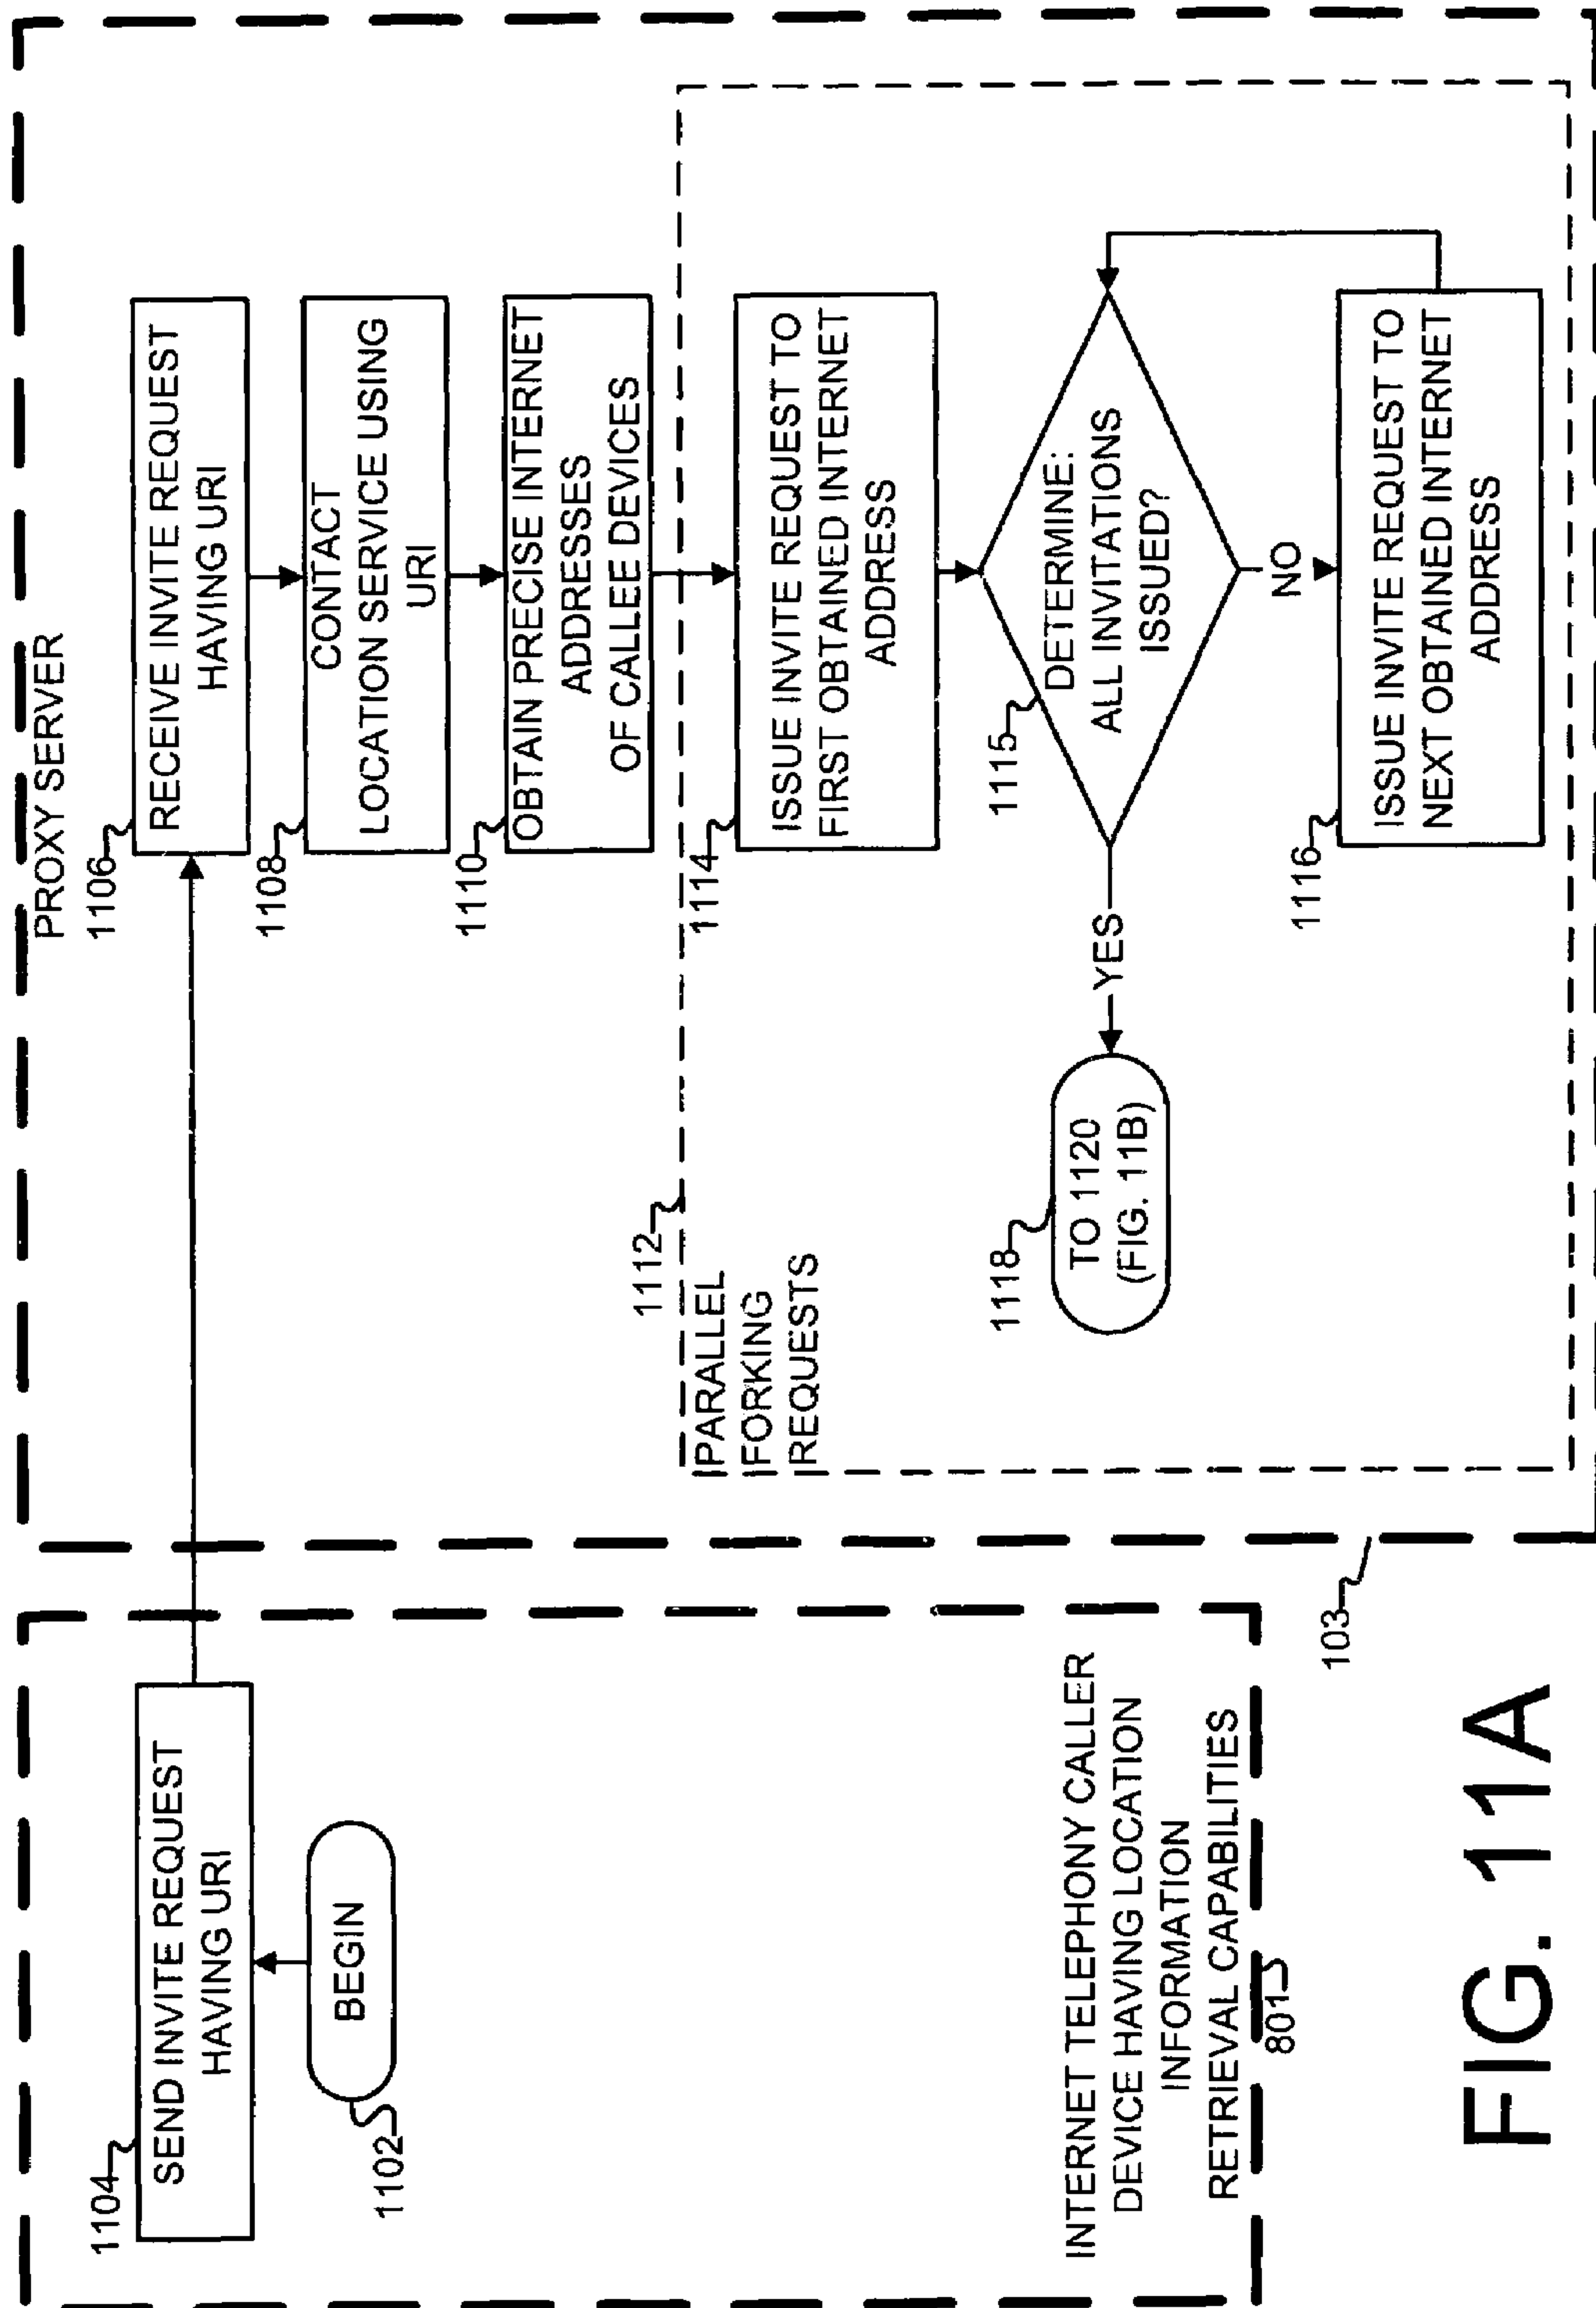 PROXY SERVER
1104
SEND INVITE REQUEST
HAVING URI
1102
BEGIN
INTERNET TELEPHONY CALLER
DEVICE HAVING LOCATION
INFORMATION
RETRIEVAL CAPABILITIES
801
1106
RECEIVE INVITE REQUEST
HAVING URI
1108
CONTACT
LOCATION SERVICE USING
URI
1110
OBTAIN PRECISE INTERNET
ADDRESSES
OF CALLEE DEVICES
1112
PARALLEL
FORKING
REQUESTS
1114
ISSUE INVITE REQUEST TO
FIRST OBTAINED INTERNET
ADDRESS
1115
DETERMINE:
ALL INVITATIONS
ISSUED?
YES
1118
TO 1120
(FIG. 11B)
NO
1116
ISSUE INVITE REQUEST TO
NEXT OBTAINED INTERNET
ADDRESS
103
FIG. 11A